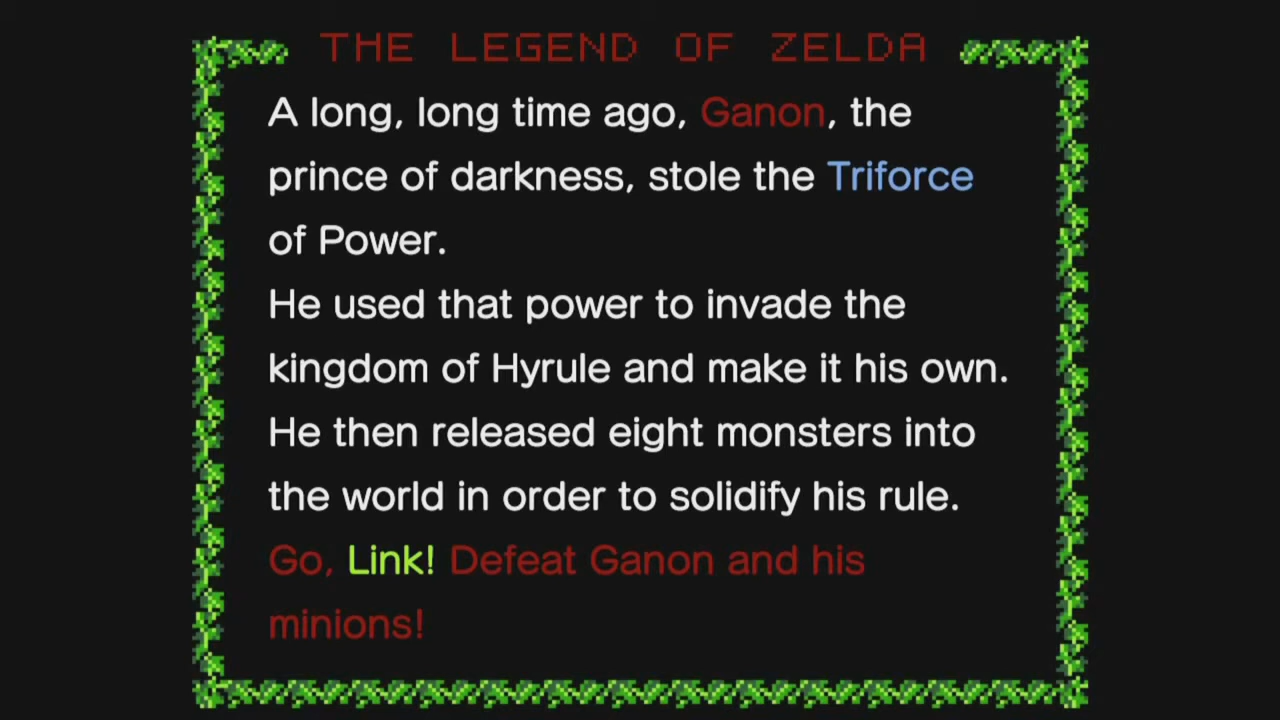 THE LEGEND OF ZELDA
A long, long time ago, Ganon, the
prince of darkness, stole the Triforce
of Power.
He used that power to invade the
kingdom of Hyrule and make it his own.
He then released eight monsters into
the world in order to solidify his rule.
Go, Link! Defeat Ganon and his
minions!